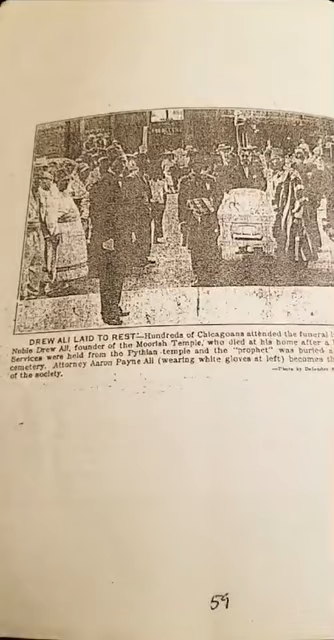 DREW ALI LAID TO REST—Hundreds of Chicagoans attended the funeral
Noble Drew Ali, founder of the Moorish Temple, who died at his home after a
Services were held from the Pythian temple and the "prophet" was buried
cemetery. Attorney Aaron Payne Ali (wearing white gloves at left) becomes
of the society.
—Photo by Defender
59